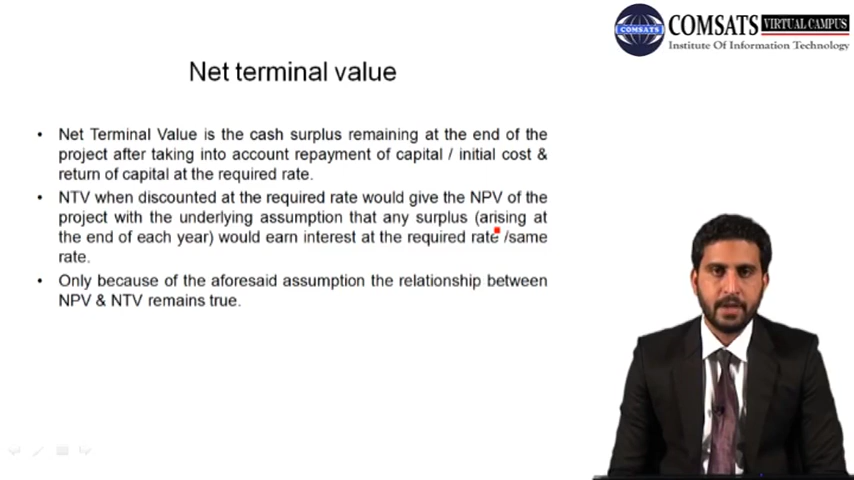 COMSATS VIRTUAL CAMPUS
COMSATS
Institute Of Information Technology
Net terminal value
• Net Terminal Value is the cash surplus remaining at the end of the
project after taking into account repayment of capital / initial cost &
return of capital at the required rate.
• NTV when discounted at the required rate would give the NPV of the
project with the underlying assumption that any surplus (arising at
the end of each year) would earn interest at the required rate /same
rate.
• Only because of the aforesaid assumption the relationship between
NPV & NTV remains true.